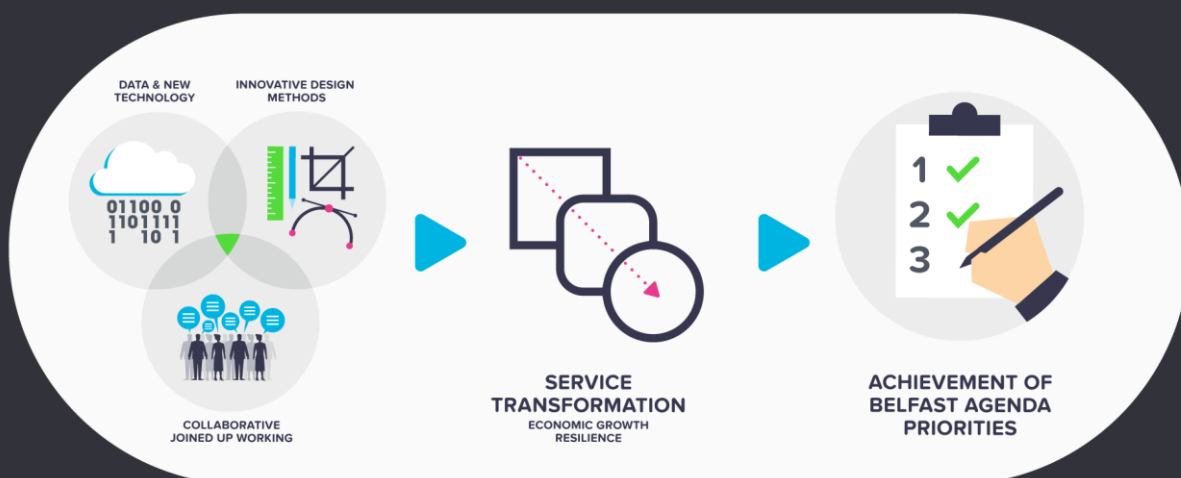 DATA & NEW
TECHNOLOGY
INNOVATIVE DESIGN
METHODS
01100 0
1101111
1 10 1
COLLABORATIVE
JOINED UP WORKING
SERVICE
TRANSFORMATION
ECONOMIC GROWTH
RESILIENCE
1
2
3
ACHIEVEMENT OF
BELFAST AGENDA
PRIORITIES